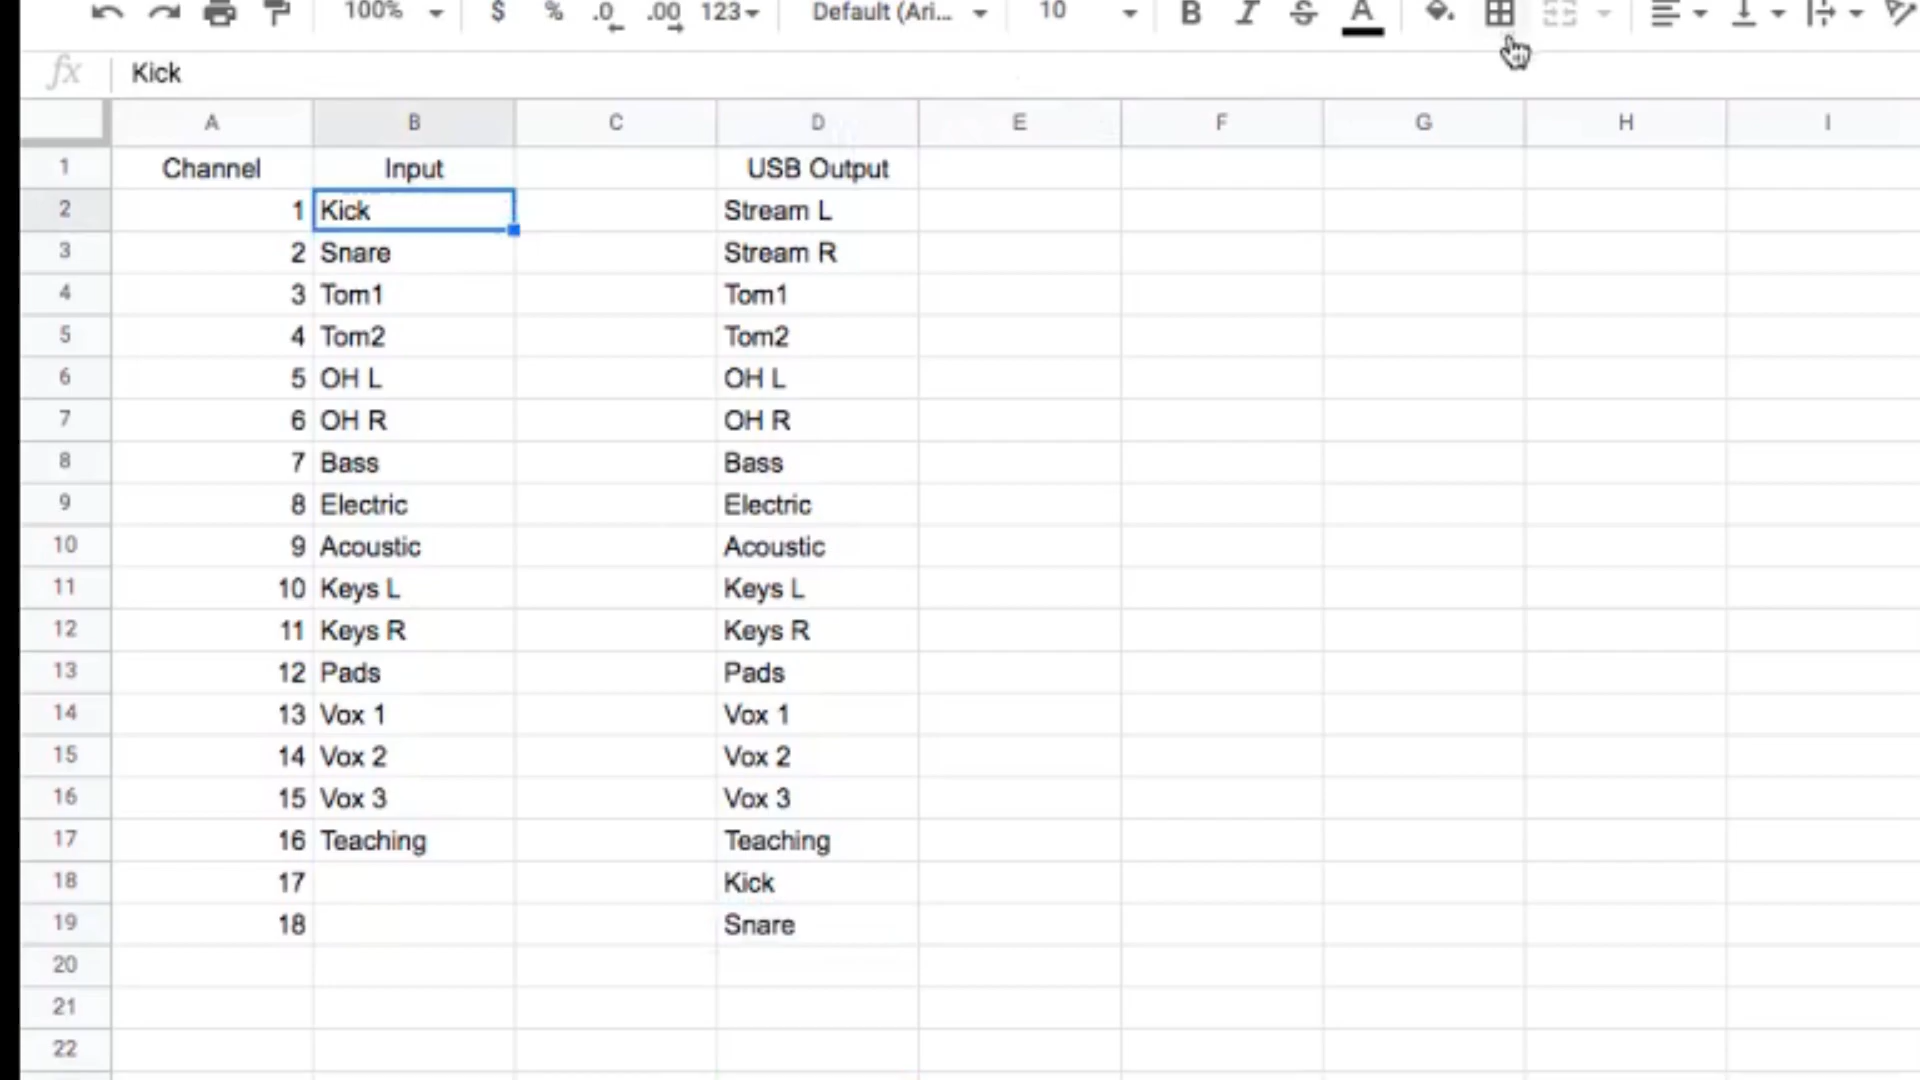 100% $ % .0 .00 123 Default (Ari... 10 B I S A
fx Kick
A B C D E F G H I
1 Channel Input USB Output
2 1 Kick Stream L
3 2 Snare Stream R
4 3 Tom1 Tom1
5 4 Tom2 Tom2
6 5 OH L OH L
7 6 OH R OH R
8 7 Bass Bass
9 8 Electric Electric
10 9 Acoustic Acoustic
11 10 Keys L Keys L
12 11 Keys R Keys R
13 12 Pads Pads
14 13 Vox 1 Vox 1
15 14 Vox 2 Vox 2
16 15 Vox 3 Vox 3
17 16 Teaching Teaching
18 17 Kick
19 18 Snare
20
21
22